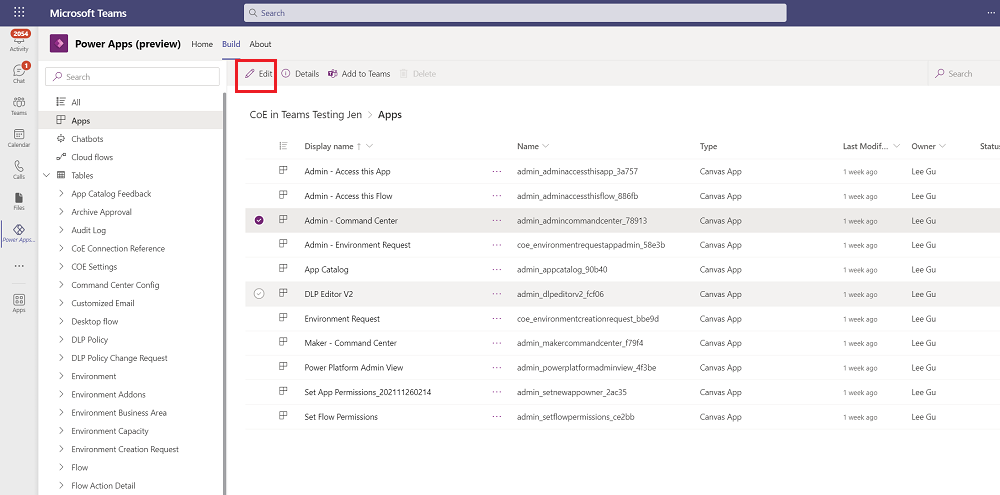 Microsoft Teams
Search
2054
Activity
1
Chat
Teams
Calendar
Calls
Files
Power Apps...
Apps
Power Apps (preview) Home Build About
Search
All
Apps
Chatbots
Cloud flows
Tables
App Catalog Feedback
Archive Approval
Audit Log
CoE Connection Reference
COE Settings
Command Center Config
Customized Email
Desktop flow
DLP Policy
DLP Policy Change Request
Environment
Environment Addons
Environment Business Area
Environment Capacity
Environment Creation Request
Flow
Flow Action Detail
Edit Details Add to Teams Delete Search
CoE in Teams Testing Jen > Apps
Display name ↑ Name Type Last Modif... Owner Status
Admin - Access this App ... admin_adminaccessthisapp_3a757 Canvas App 1 week ago Lee Gu
Admin - Access this Flow ... admin_accessthisflow_886fb Canvas App 1 week ago Lee Gu
Admin - Command Center ... admin_admincommandcenter_78913 Canvas App 1 week ago Lee Gu
Admin - Environment Request ... coe_environmentrequestappadmin_58e3b Canvas App 1 week ago Lee Gu
App Catalog ... admin_appcatalog_90b40 Canvas App 1 week ago Lee Gu
DLP Editor V2 ... admin_dlpeditorv2_fcf06 Canvas App 1 week ago Lee Gu
Environment Request ... coe_environmentcreationrequest_bbe9d Canvas App 1 week ago Lee Gu
Maker - Command Center ... admin_makercommandcenter_f79f4 Canvas App 1 week ago Lee Gu
Power Platform Admin View ... admin_powerplatformadminview_4f3be Canvas App 1 week ago Lee Gu
Set App Permissions_202111260214 ... admin_setnewappowner_2ac35 Canvas App 1 week ago Lee Gu
Set Flow Permissions ... admin_setflowpermissions_ce2bb Canvas App 1 week ago Lee Gu